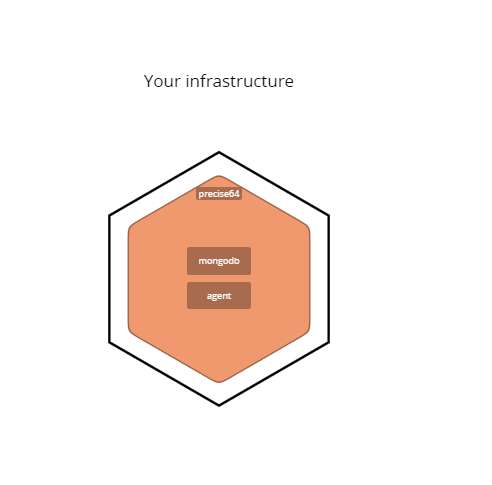 Your infrastructure
precise64
mongodb
agent